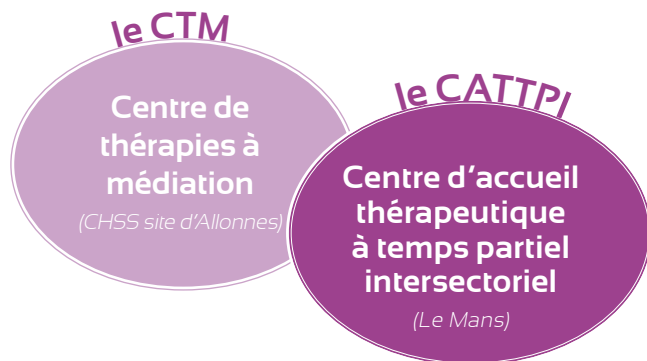 le CTM
Centre de
thérapies à
médiation
(CHSS site d'Allonnes)
le CATTPI
Centre d'accueil
thérapeutique
à temps partiel
intersectoriel
(Le Mans)